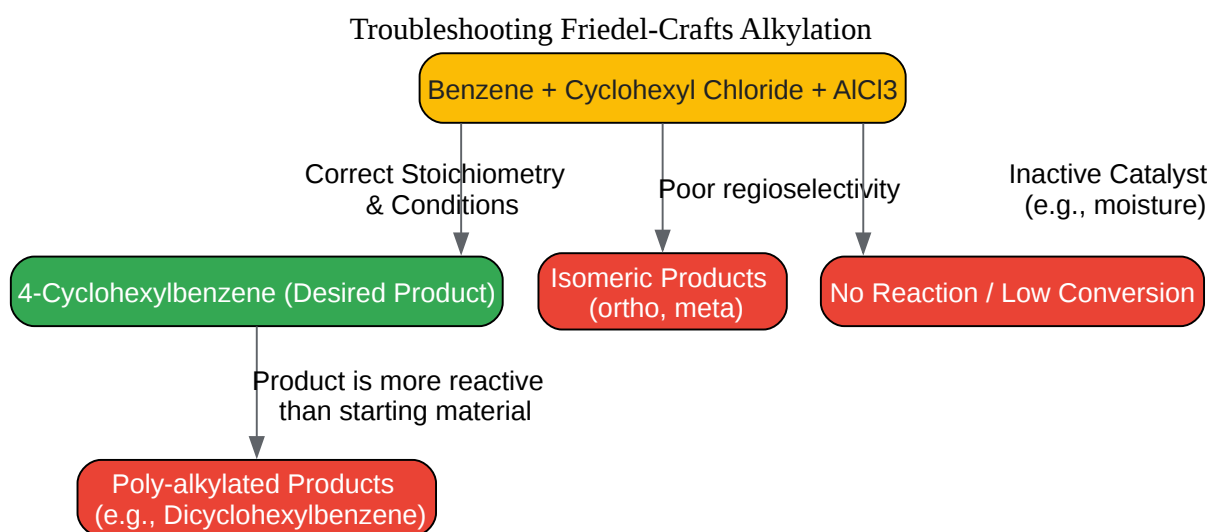 Troubleshooting Friedel-Crafts Alkylation
Benzene + Cyclohexyl Chloride + AlCl3
Correct Stoichiometry
& Conditions
Poor regioselectivity
Inactive Catalyst
(e.g., moisture)
4-Cyclohexylbenzene (Desired Product)
Isomeric Products
(ortho, meta)
No Reaction / Low Conversion
Product is more reactive
than starting material
Poly-alkylated Products
(e.g., Dicyclohexylbenzene)